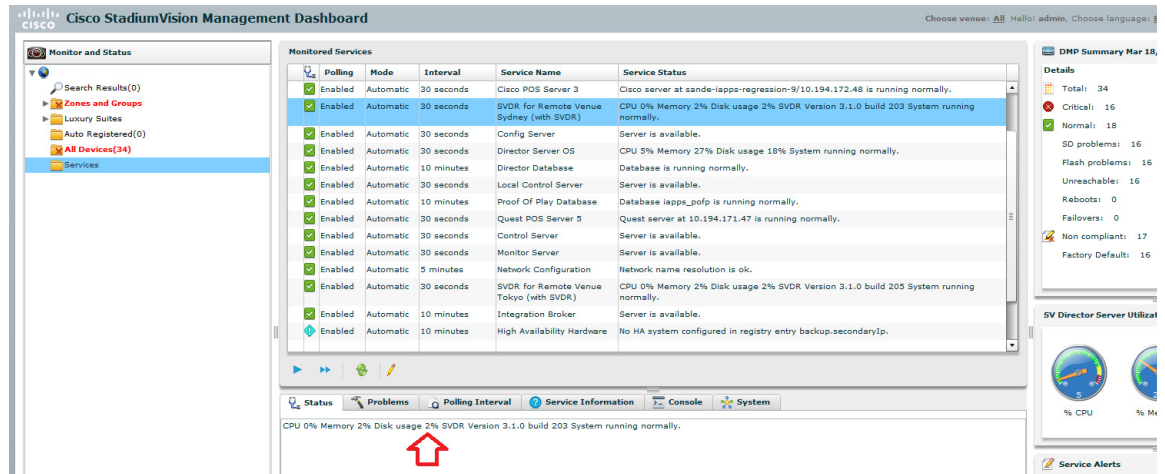 CISCO Cisco StadiumVision Management Dashboard
Choose venue: All Hello! admin, Choose language:
Monitor and Status
Search Results(0)
Zones and Groups
Luxury Suites
Auto Registered(0)
All Devices(34)
Services
Monitored Services
Polling Mode Interval Service Name Service Status
Enabled Automatic 30 seconds Cisco POS Server 3 Cisco server at sande-iapps-regression-9/10.194.172.48 is running normally.
Enabled Automatic 30 seconds SVDR for Remote Venue CPU 0% Memory 2% Disk usage 2% SVDR Version 3.1.0 build 203 System running
Sydney (with SVDR) normally.
Enabled Automatic 30 seconds Config Server Server is available.
Enabled Automatic 30 seconds Director Server OS CPU 5% Memory 27% Disk usage 18% System running normally.
Enabled Automatic 10 minutes Director Database Database is running normally.
Enabled Automatic 30 seconds Local Control Server Server is available.
Enabled Automatic 10 minutes Proof Of Play Database Database iapps_pofp is running normally.
Enabled Automatic 30 seconds Quest POS Server 5 Quest server at 10.194.171.47 is running normally.
Enabled Automatic 30 seconds Control Server Server is available.
Enabled Automatic 30 seconds Monitor Server Server is available.
Enabled Automatic 5 minutes Network Configuration Network name resolution is ok.
Enabled Automatic 30 seconds SVDR for Remote Venue CPU 0% Memory 2% Disk usage 2% SVDR Version 3.1.0 build 205 System running
Tokyo (with SVDR) normally.
Enabled Automatic 10 minutes Integration Broker Server is available.
Enabled Automatic 10 minutes High Availability Hardware No HA system configured in registry entry backup.secondaryIp.
Status Problems Polling Interval Service Information Console System
CPU 0% Memory 2% Disk usage 2% SVDR Version 3.1.0 build 203 System running normally.
DMP Summary Mar 18,
Details
Total: 34
Critical: 16
Normal: 18
SD problems: 16
Flash problems: 16
Unreachable: 16
Reboots: 0
Failovers: 0
Non compliant: 17
Factory Default: 16
SV Director Server Utilizat
5
% CPU % Me
Service Alerts